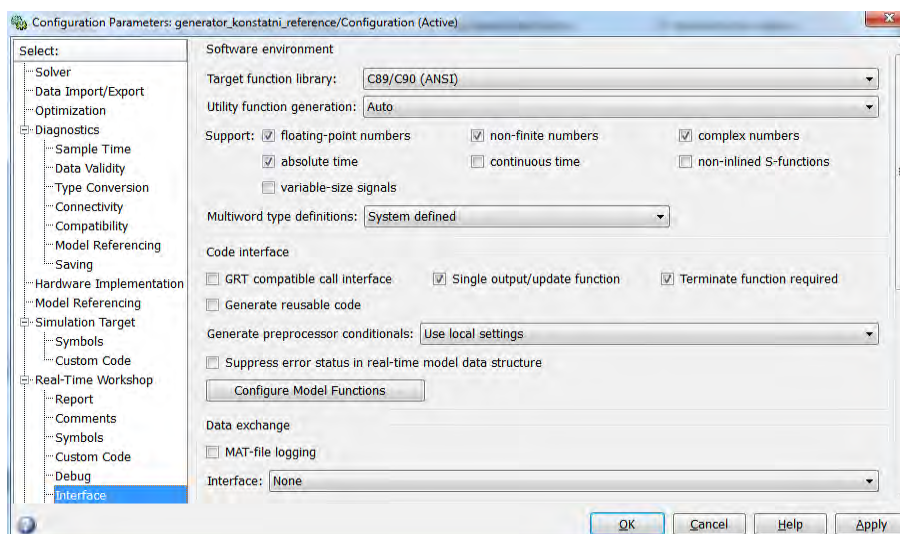 Configuration Parameters: generator_konstatni_reference/Configuration (Active)
Select:
Solver
Data Import/Export
Optimization
Diagnostics
Sample Time
Data Validity
Type Conversion
Connectivity
Compatibility
Model Referencing
Saving
Hardware Implementation
Model Referencing
Simulation Target
Symbols
Custom Code
Real-Time Workshop
Report
Comments
Symbols
Custom Code
Debug
Interface
Software environment
Target function library: C89/C90 (ANSI)
Utility function generation: Auto
Support: floating-point numbers non-finite numbers complex numbers
absolute time continuous time non-inlined S-functions
variable-size signals
Multiword type definitions: System defined
Code interface
GRT compatible call interface Single output/update function Terminate function required
Generate reusable code
Generate preprocessor conditionals: Use local settings
Suppress error status in real-time model data structure
Configure Model Functions
Data exchange
MAT-file logging
Interface: None
OK Cancel Help Apply